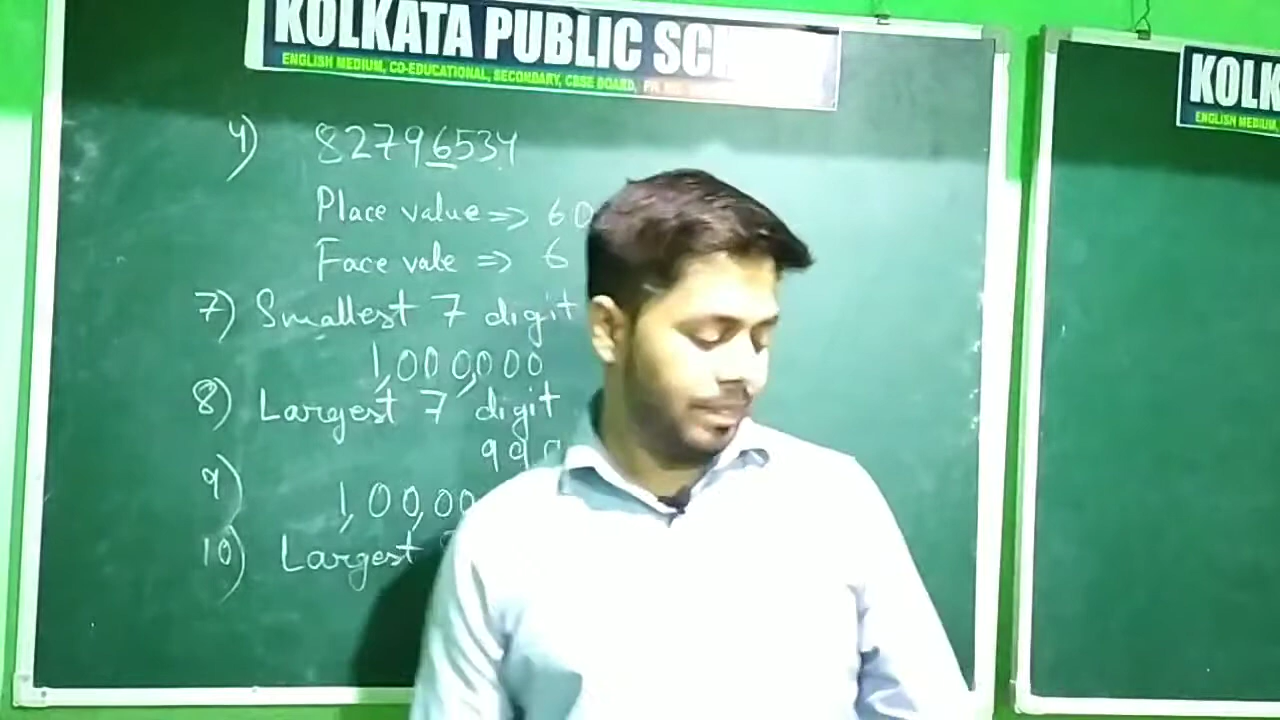 KOLKATA PUBLIC
ENGLISH MEDIUM, CO-EDUCATIONAL, SECONDARY, CBSE BOARD,
4) 82796534
Place value => 60
Face vale => 6
7) Smallest 7 digit
1,000,000
8) Largest 7 digit
99
9) 1,00,00
10) Largest
KOLK
ENGLISH MEDIUM,